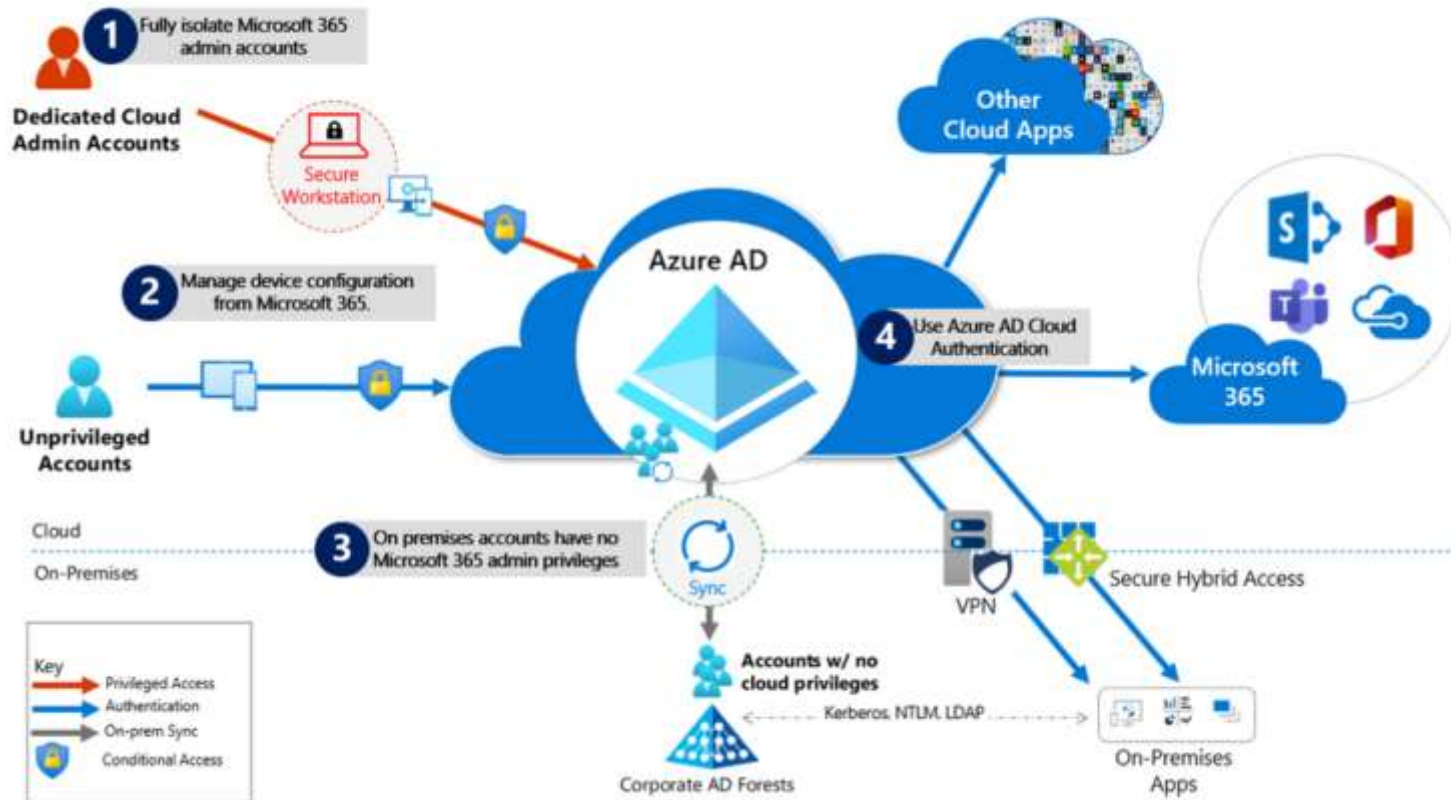 1
Fully isolate Microsoft 365
admin accounts
Dedicated Cloud
Admin Accounts
Secure
Workstation
Other
Cloud Apps
Azure AD
2
Manage device configuration
from Microsoft 365.
4
Use Azure AD Cloud
Authentication
S
T
Microsoft
365
Unprivileged
Accounts
Cloud
On-Premises
3
On premises accounts have no
Microsoft 365 admin privileges
Sync
VPN
Secure Hybrid Access
Key
Privileged Access
Authentication
On-prem Sync
Conditional Access
Accounts w/ no
cloud privileges
Kerberos, NTLM, LDAP
Corporate AD Forests
On-Premises
Apps